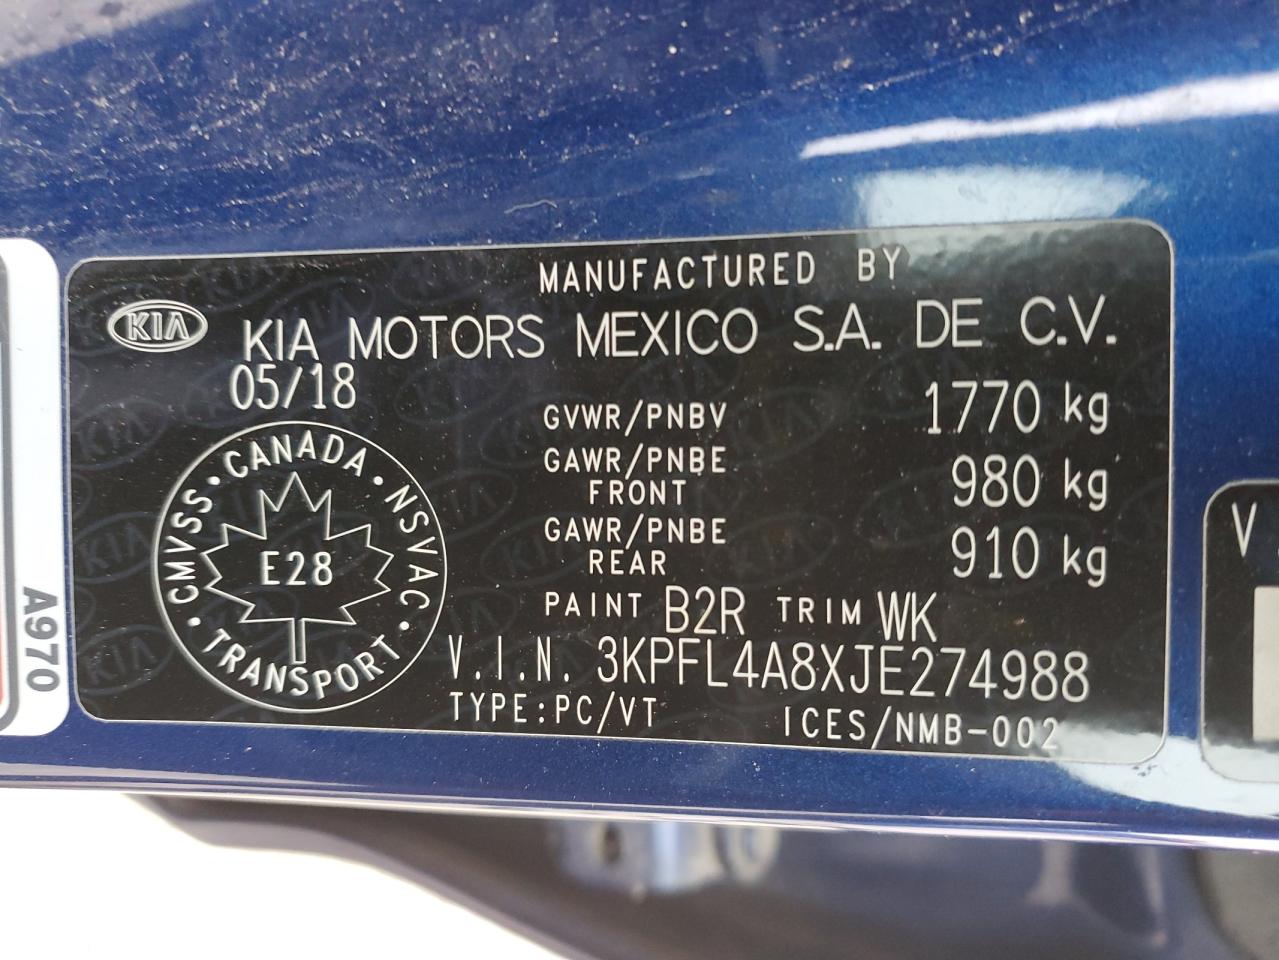 MANUFACTURED BY
KIA
KIA MOTORS MEXICO S.A. DE C.V.
05/18
GVWR/PNBV 1770 kg
GAWR/PNBE FRONT 980 kg
GAWR/PNBE REAR 910 kg
CANADA · NSVAC · TRANSPORT · CMVSS ·
E28
PAINT B2R TRIM WK
V.I.N. 3KPFL4A8XJE274988
TYPE:PC/VT ICES/NMB-002
A970
V